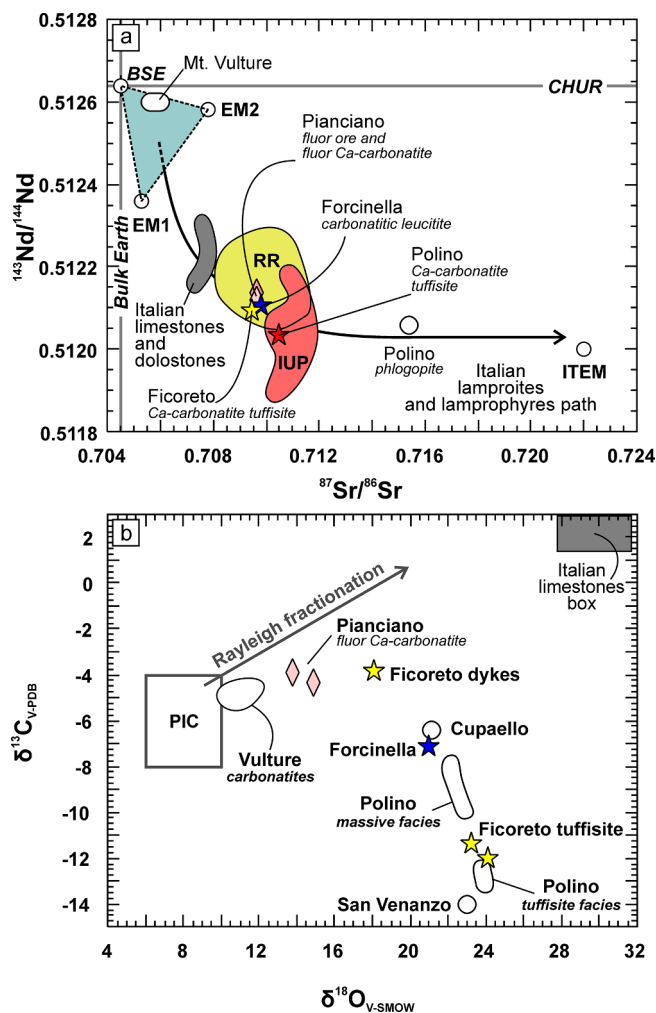 a
0.5128
0.5126
0.5124
0.5122
0.5120
0.5118
¹⁴³Nd/¹⁴⁴Nd
BSE
Mt. Vulture
CHUR
EM2
EM1
Bulk Earth
Pianciano
fluor ore and
fluor Ca-carbonatite
Forcinella
carbonatitic leucitite
RR
Polino
Ca-carbonatite
tuffisite
Italian
limestones
and
dolostones
IUP
Polino
phlogopite
ITEM
Italian
lamproites
and lamprophyres path
Ficoreto
Ca-carbonatite tuffisite
0.704
0.708
0.712
0.716
0.720
0.724
⁸⁷Sr/⁸⁶Sr
b
2
0
-2
-4
-6
-8
-10
-12
-14
δ¹³C V-PDB
Italian
limestones
box
Rayleigh fractionation
Pianciano
fluor Ca-carbonatite
Ficoreto dykes
PIC
Vulture
carbonatites
Cupaello
Forcinella
Polino
massive facies
Ficoreto tuffisite
Polino
tuffisite facies
San Venanzo
4
8
12
16
20
24
28
32
δ¹⁸O V-SMOW